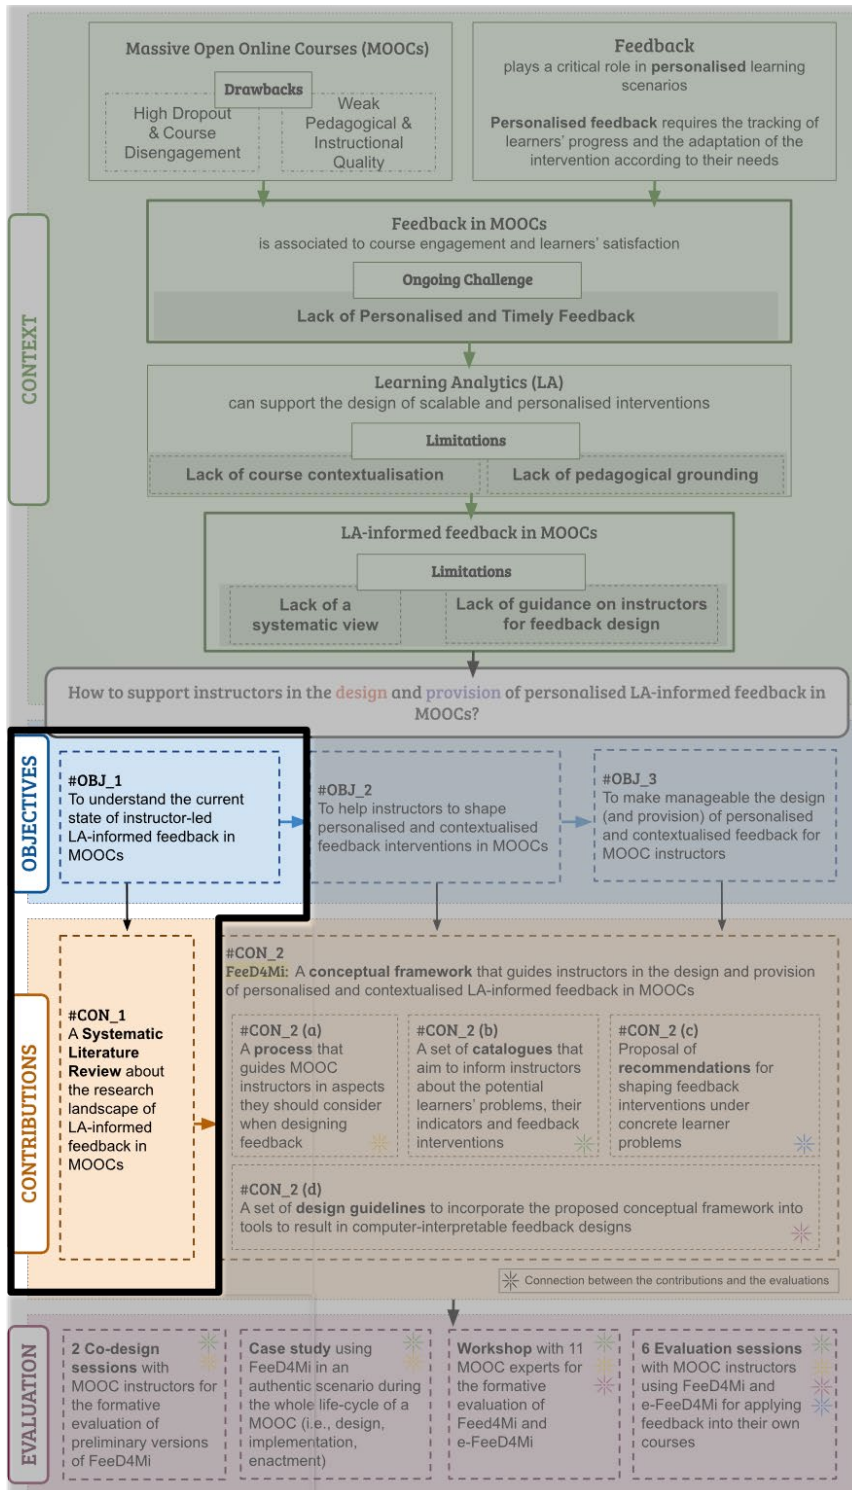 Massive Open Online Courses (MOOCs)
Drawbacks
High Dropout
& Course
Disengagement
Weak
Pedagogical &
Instructional
Quality
Feedback
plays a critical role in personalised learning
scenarios
Personalised feedback requires the tracking of
learners' progress and the adaptation of the
intervention according to their needs
CONTEXT
Feedback in MOOCs
is associated to course engagement and learners' satisfaction
Ongoing Challenge
Lack of Personalised and Timely Feedback
Learning Analytics (LA)
can support the design of scalable and personalised interventions
Limitations
Lack of course contextualisation
Lack of pedagogical grounding
LA-informed feedback in MOOCs
Limitations
Lack of a
systematic view
Lack of guidance on instructors
for feedback design
How to support instructors in the design and provision of personalised LA-informed feedback in
MOOCs?
OBJECTIVES
#OBJ_1
To understand the current
state of instructor-led
LA-informed feedback in
MOOCs
#OBJ_2
To help instructors to shape
personalised and contextualised
feedback interventions in MOOCs
#OBJ_3
To make manageable the design
(and provision) of personalised
and contextualised feedback for
MOOC instructors
CONTRIBUTIONS
#CON_1
A Systematic
Literature
Review about
the research
landscape of
LA-informed
feedback in
MOOCs
#CON_2
FeeD4Mi: A conceptual framework that guides instructors in the design and provision
of personalised and contextualised LA-informed feedback in MOOCs
#CON_2 (a)
A process that
guides MOOC
instructors in aspects
they should consider
when designing
feedback
#CON_2 (b)
A set of catalogues that
aim to inform instructors
about the potential
learners' problems, their
indicators and feedback
interventions
#CON_2 (c)
Proposal of
recommendations for
shaping feedback
interventions under
concrete learner
problems
#CON_2 (d)
A set of design guidelines to incorporate the proposed conceptual framework into
tools to result in computer-interpretable feedback designs
Connection between the contributions and the evaluations
EVALUATION
2 Co-design
sessions with
MOOC instructors for
the formative
evaluation of
preliminary versions
of FeeD4Mi
Case study using
FeeD4Mi in an
authentic scenario during
the whole life-cycle of a
MOOC (i.e., design,
implementation,
enactment)
Workshop with 11
MOOC experts for
the formative
evaluation of
Feed4Mi and
e-FeeD4Mi
6 Evaluation sessions
with MOOC instructors
using FeeD4Mi and
e-FeeD4Mi for applying
feedback into their own
courses